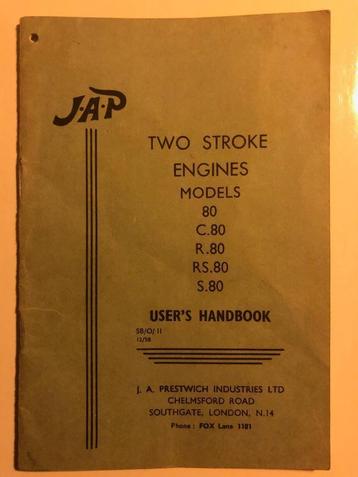 J·A·P
TWO STROKE
ENGINES
MODELS
80
C.80
R.80
RS.80
S.80
USER'S HANDBOOK
SB/O/11
12/58
J. A. PRESTWICH INDUSTRIES LTD
CHELMSFORD ROAD
SOUTHGATE, LONDON, N.14
Phone: FOX Lane 1101